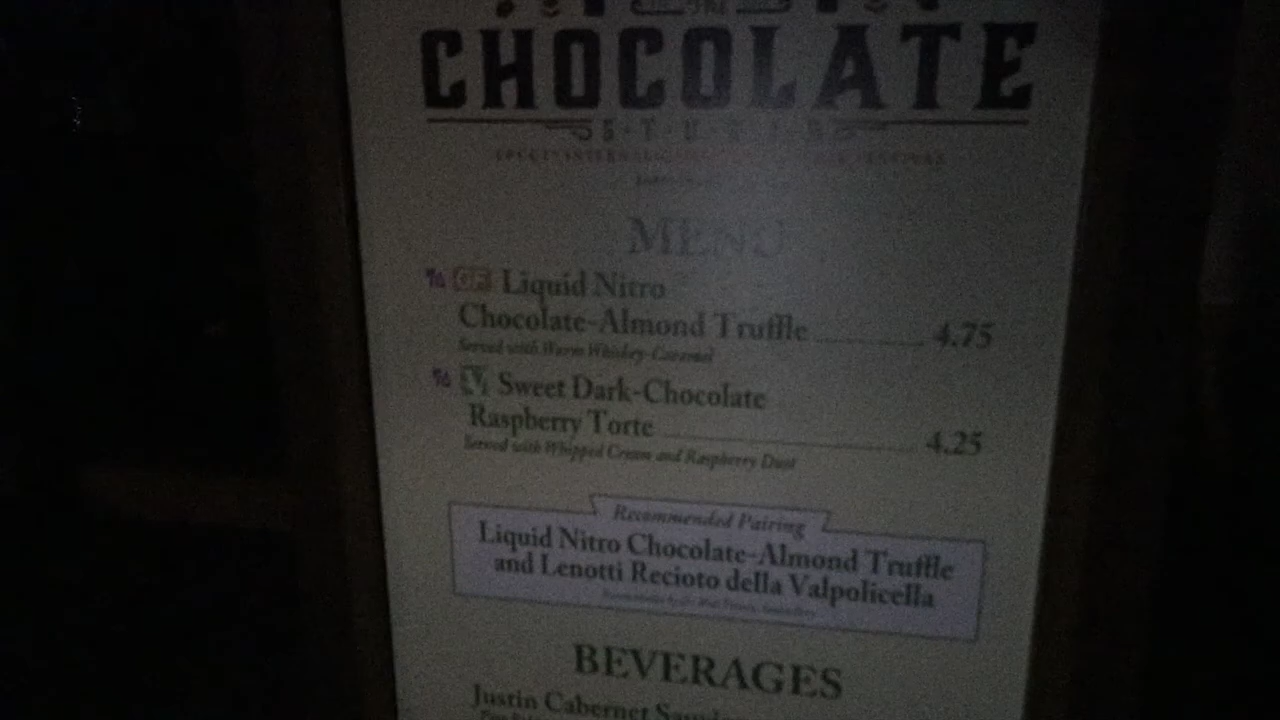 CHOCOLATE
STUDIO
MENU
GF Liquid Nitro
Chocolate-Almond Truffle 4.75
Served with Warm Whiskey-Caramel
V Sweet Dark-Chocolate
Raspberry Torte 4.25
Served with Whipped Cream and Raspberry Dust
Recommended Pairing
Liquid Nitro Chocolate-Almond Truffle
and Lenotti Recioto della Valpolicella
BEVERAGES
Justin Cabernet